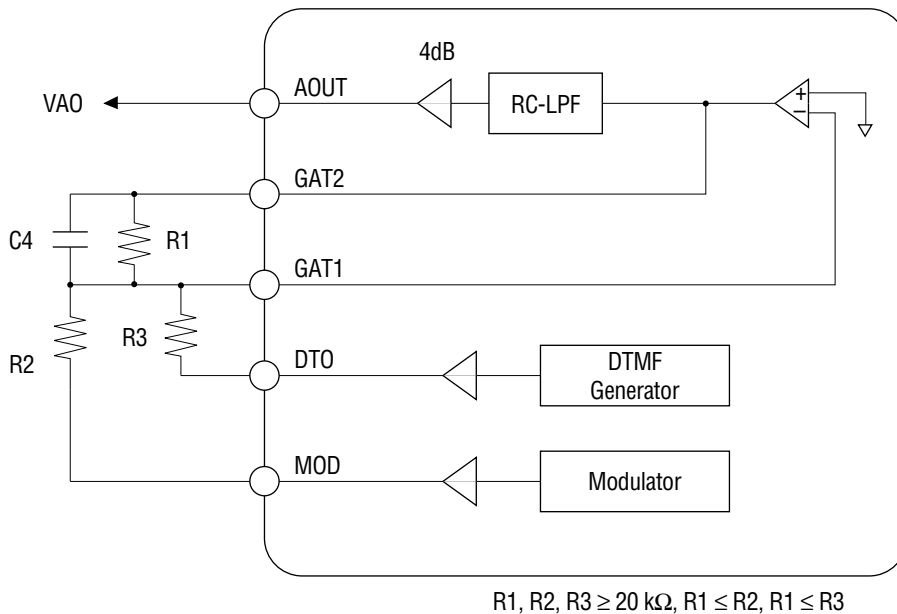 4dB
VAO
AOUT
RC-LPF
+
−
GAT2
C4
R1
GAT1
R2
R3
DTO
DTMF
Generator
MOD
Modulator
R1, R2, R3 ≥ 20 kΩ, R1 ≤ R2, R1 ≤ R3